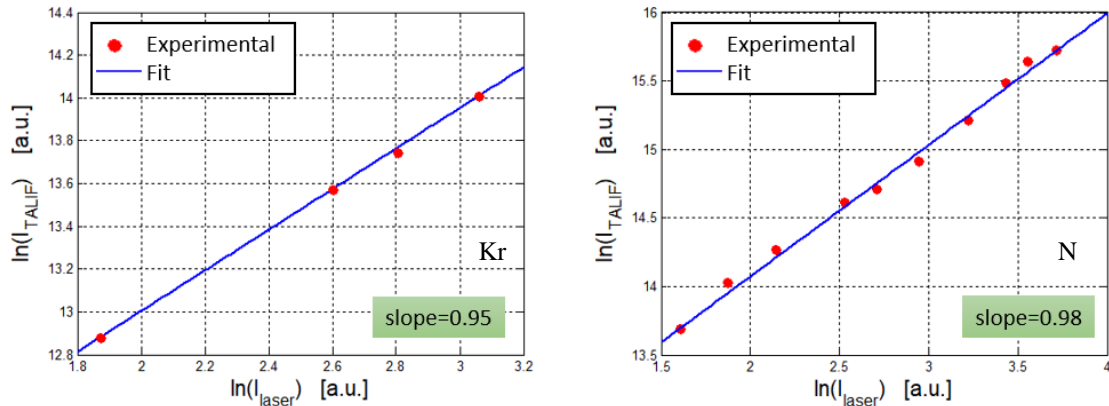 14.4
14.2
14
13.8
13.6
13.4
13.2
13
12.8
ln(I_TALIF) [a.u.]
Experimental
Fit
Kr
slope=0.95
1.8 2 2.2 2.4 2.6 2.8 3 3.2
ln(I_laser) [a.u.]
16
15.5
15
14.5
14
13.5
ln(I_TALIF) [a.u.]
Experimental
Fit
N
slope=0.98
1.5 2 2.5 3 3.5 4
ln(I_laser) [a.u.]